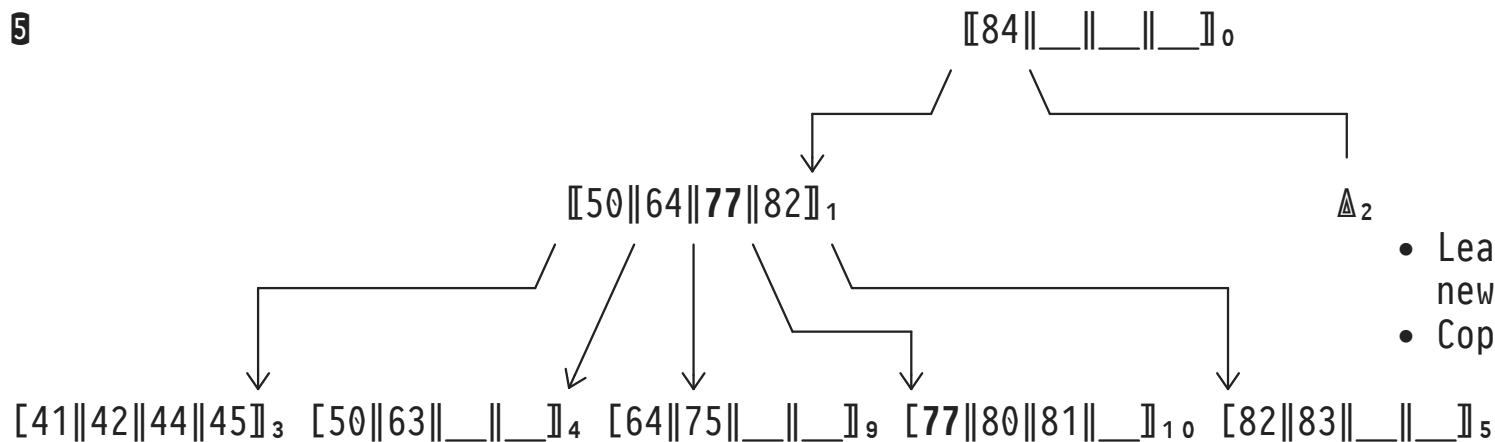 5
⟦84‖__‖__‖__⟧₀
⟦50‖64‖77‖82⟧₁
◬₂
• Lea
new
• Cop
[41‖42‖44‖45⟧₃ [50‖63‖__‖__⟧₄ [64‖75‖__‖__⟧₉ [77‖80‖81‖__⟧₁₀ [82‖83‖__‖__⟧₅